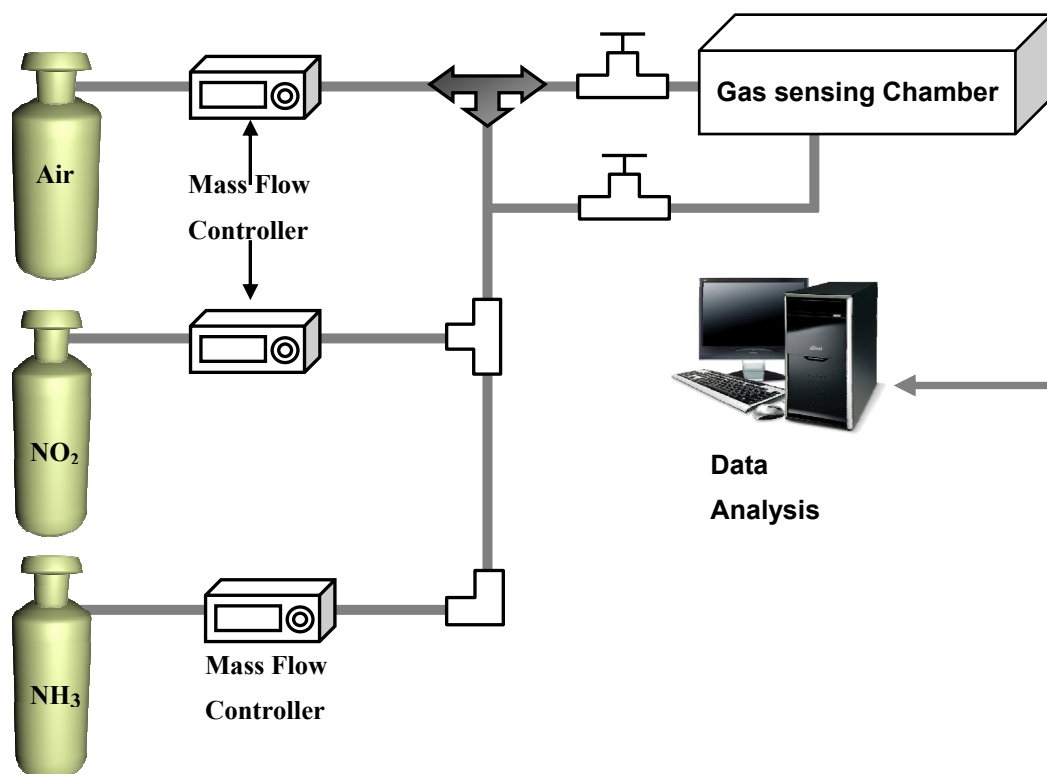 Air
Mass Flow
Controller
Gas sensing Chamber
NO₂
Data
Analysis
NH₃
Mass Flow
Controller